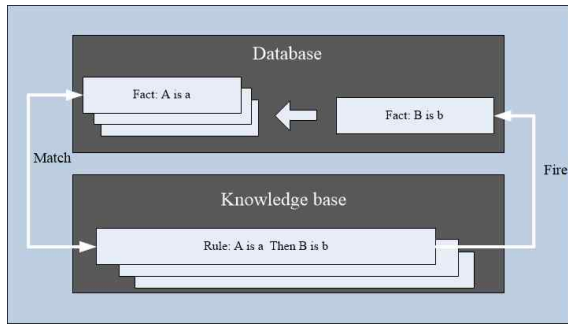 Database
Fact: A is a
Fact: B is b
Match
Fire
Knowledge base
Rule: A is a Then B is b